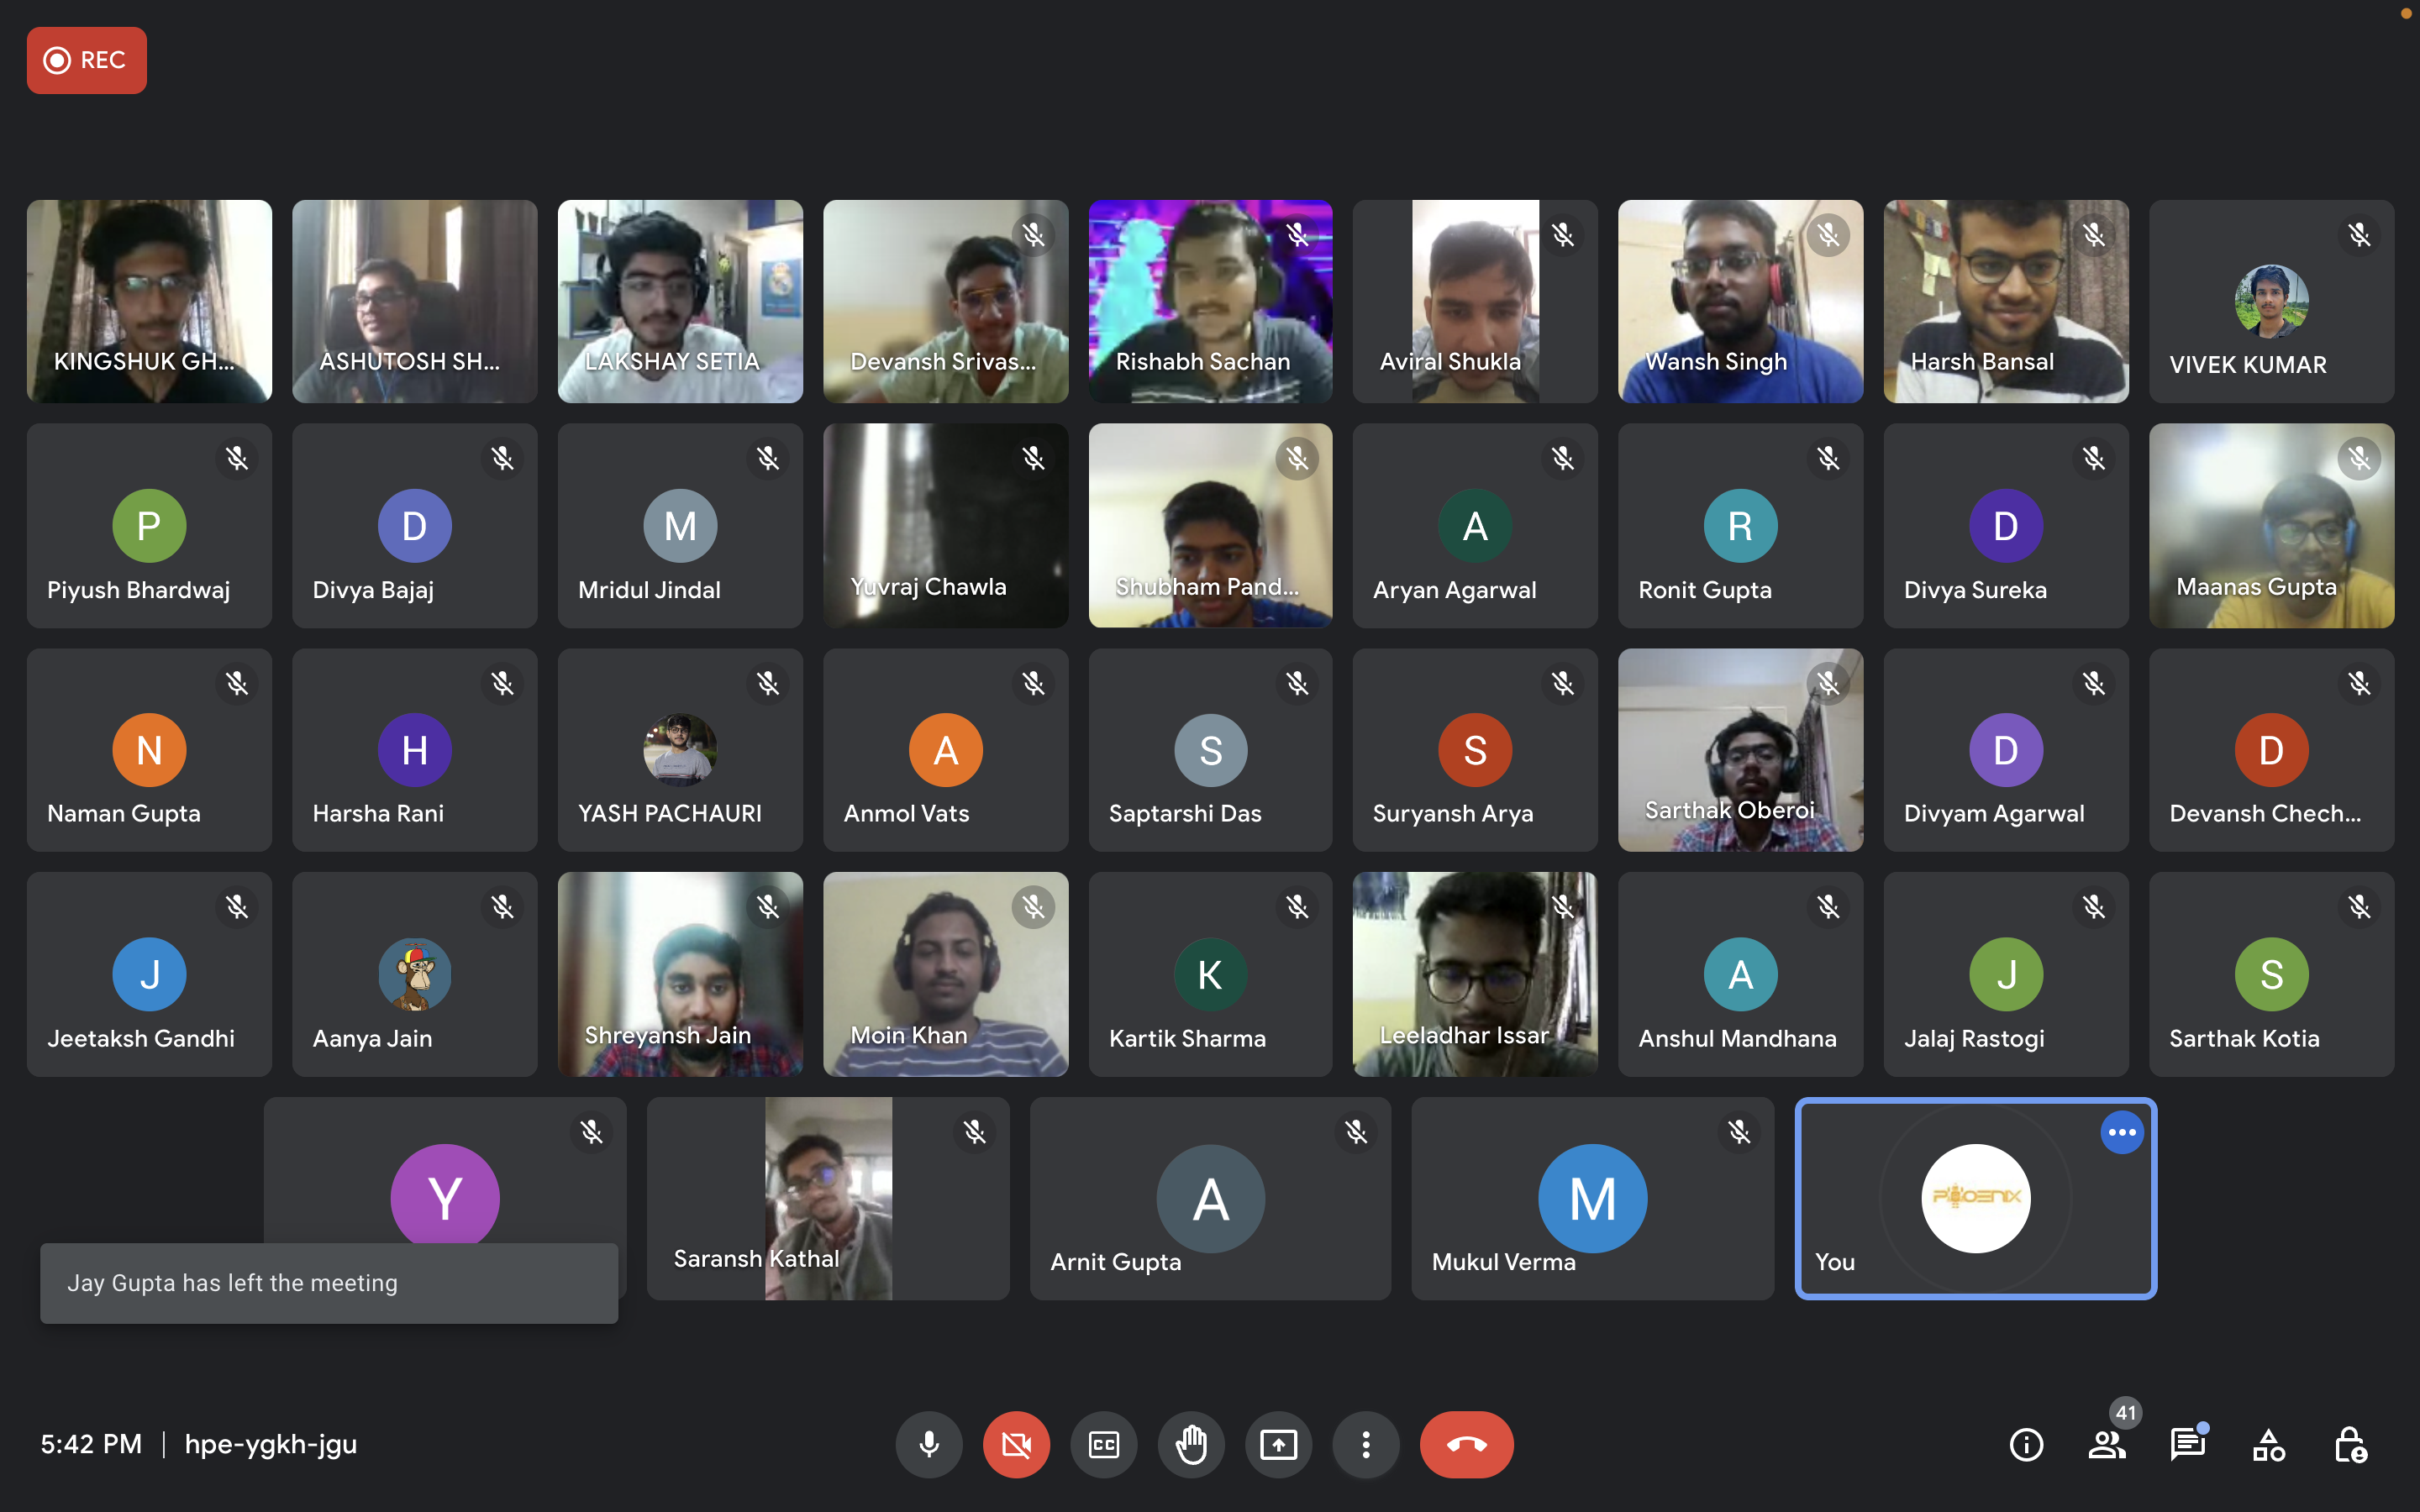 REC
KINGSHUK GH...
ASHUTOSH SH...
LAKSHAY SETIA
Devansh Srivas...
Rishabh Sachan
Aviral Shukla
Wansh Singh
Harsh Bansal
VIVEK KUMAR
P
Piyush Bhardwaj
D
Divya Bajaj
M
Mridul Jindal
Yuvraj Chawla
Shubham Pand...
A
Aryan Agarwal
R
Ronit Gupta
D
Divya Sureka
Maanas Gupta
N
Naman Gupta
H
Harsha Rani
YASH PACHAURI
A
Anmol Vats
S
Saptarshi Das
S
Suryansh Arya
Sarthak Oberoi
D
Divyam Agarwal
D
Devansh Chech...
J
Jeetaksh Gandhi
Aanya Jain
Shreyansh Jain
Moin Khan
K
Kartik Sharma
Leeladhar Issar
A
Anshul Mandhana
J
Jalaj Rastogi
S
Sarthak Kotia
Y
Saransh Kathal
A
Arnit Gupta
M
Mukul Verma
PHOENIX
You
Jay Gupta has left the meeting
5:42 PM | hpe-ygkh-jgu
CC
41